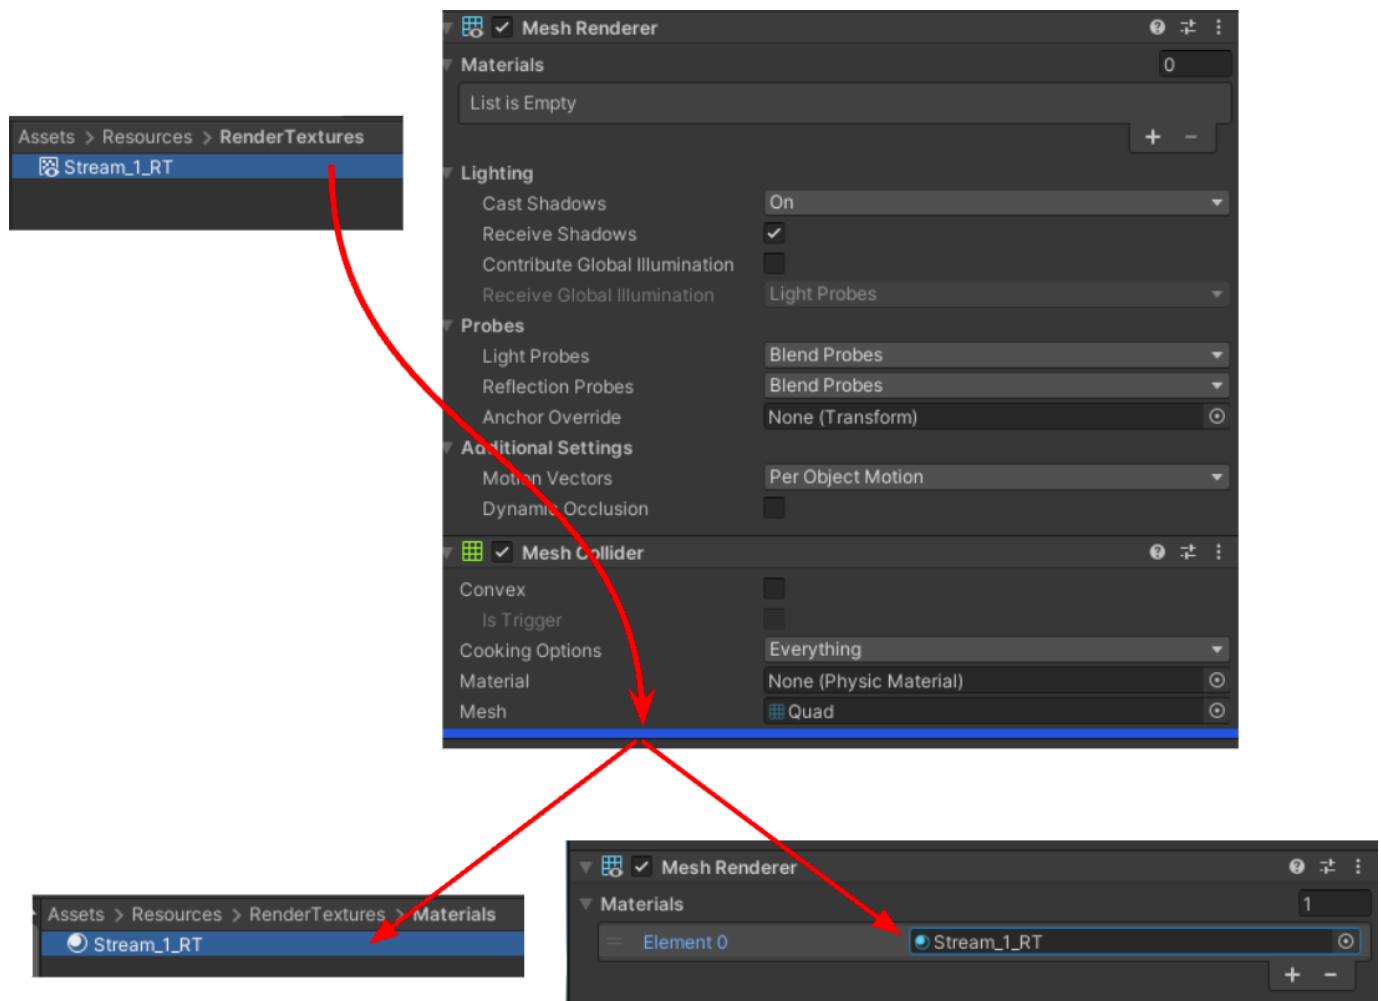 Assets > Resources > RenderTextures
Stream_1_RT
Mesh Renderer
Materials 0
List is Empty
+ −
Lighting
Cast Shadows On
Receive Shadows
Contribute Global Illumination
Receive Global Illumination Light Probes
Probes
Light Probes Blend Probes
Reflection Probes Blend Probes
Anchor Override None (Transform)
Additional Settings
Motion Vectors Per Object Motion
Dynamic Occlusion
Mesh Collider
Convex
Is Trigger
Cooking Options Everything
Material None (Physic Material)
Mesh Quad
Assets > Resources > RenderTextures > Materials
Stream_1_RT
Mesh Renderer
Materials 1
Element 0 Stream_1_RT
+ −